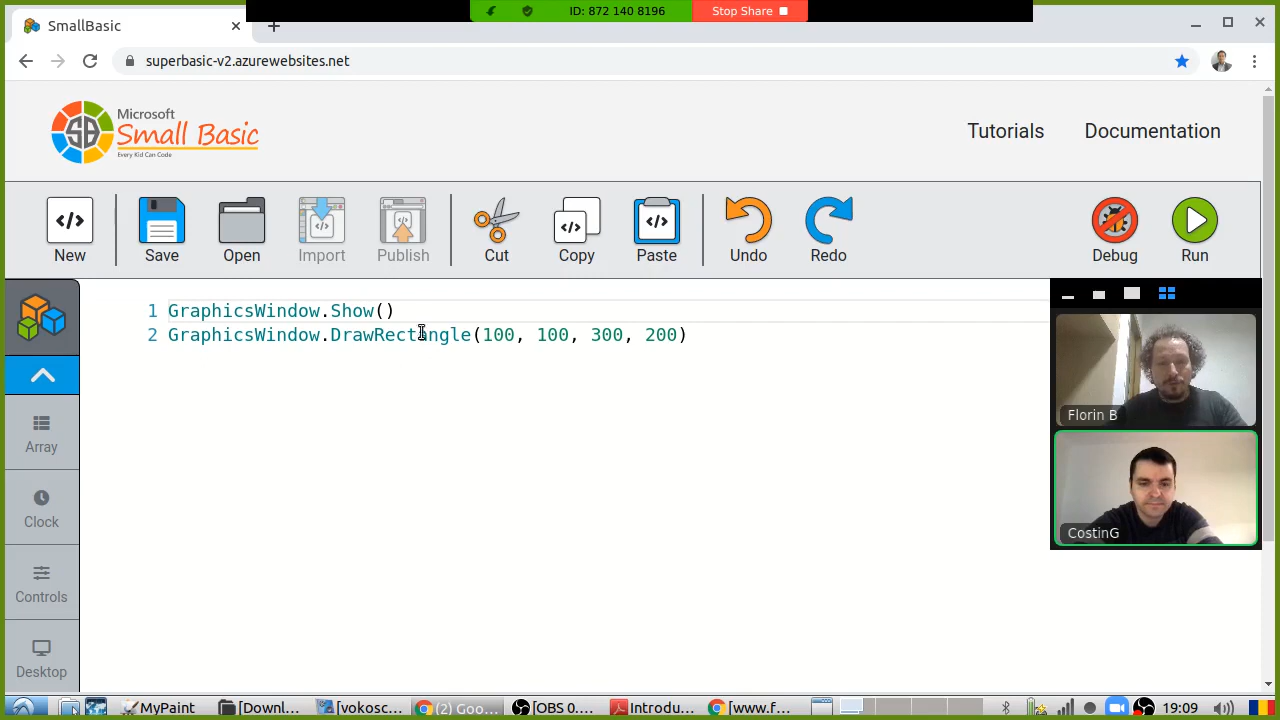 ID: 872 140 8196
Stop Share
SmallBasic
superbasic-v2.azurewebsites.net
Microsoft
Small Basic
Every Kid Can Code
Tutorials
Documentation
New
Save
Open
Import
Publish
Cut
Copy
Paste
Undo
Redo
Debug
Run
1 GraphicsWindow.Show()
2 GraphicsWindow.DrawRectangle(100, 100, 300, 200)
Array
Clock
Controls
Desktop
Florin B
CostinG
MyPaint
[Downl...
[vokosc...
(2) Goo...
[OBS 0....
Introdu...
[www.f...
19:09